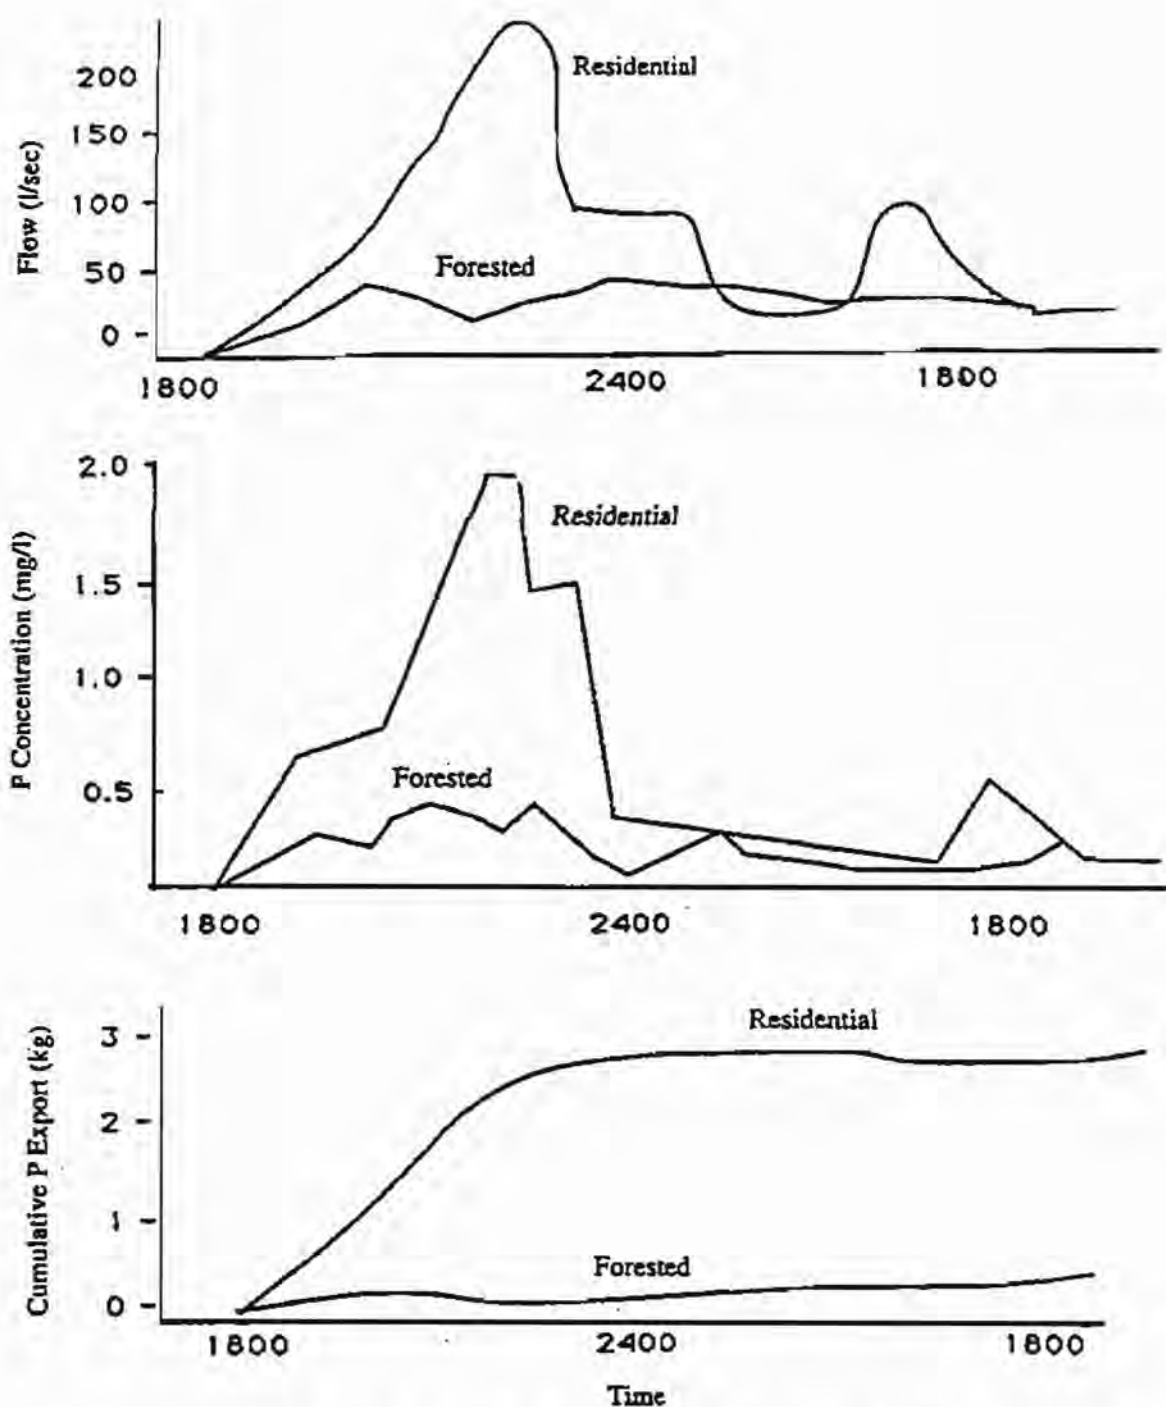 Flow (l/sec)
200
150
100
50
0
Residential
Forested
1800
2400
1800
P Concentration (mg/l)
2.0
1.5
1.0
0.5
Residential
Forested
1800
2400
1800
Cumulative P Export (kg)
3
2
1
0
Residential
Forested
1800
2400
1800
Time